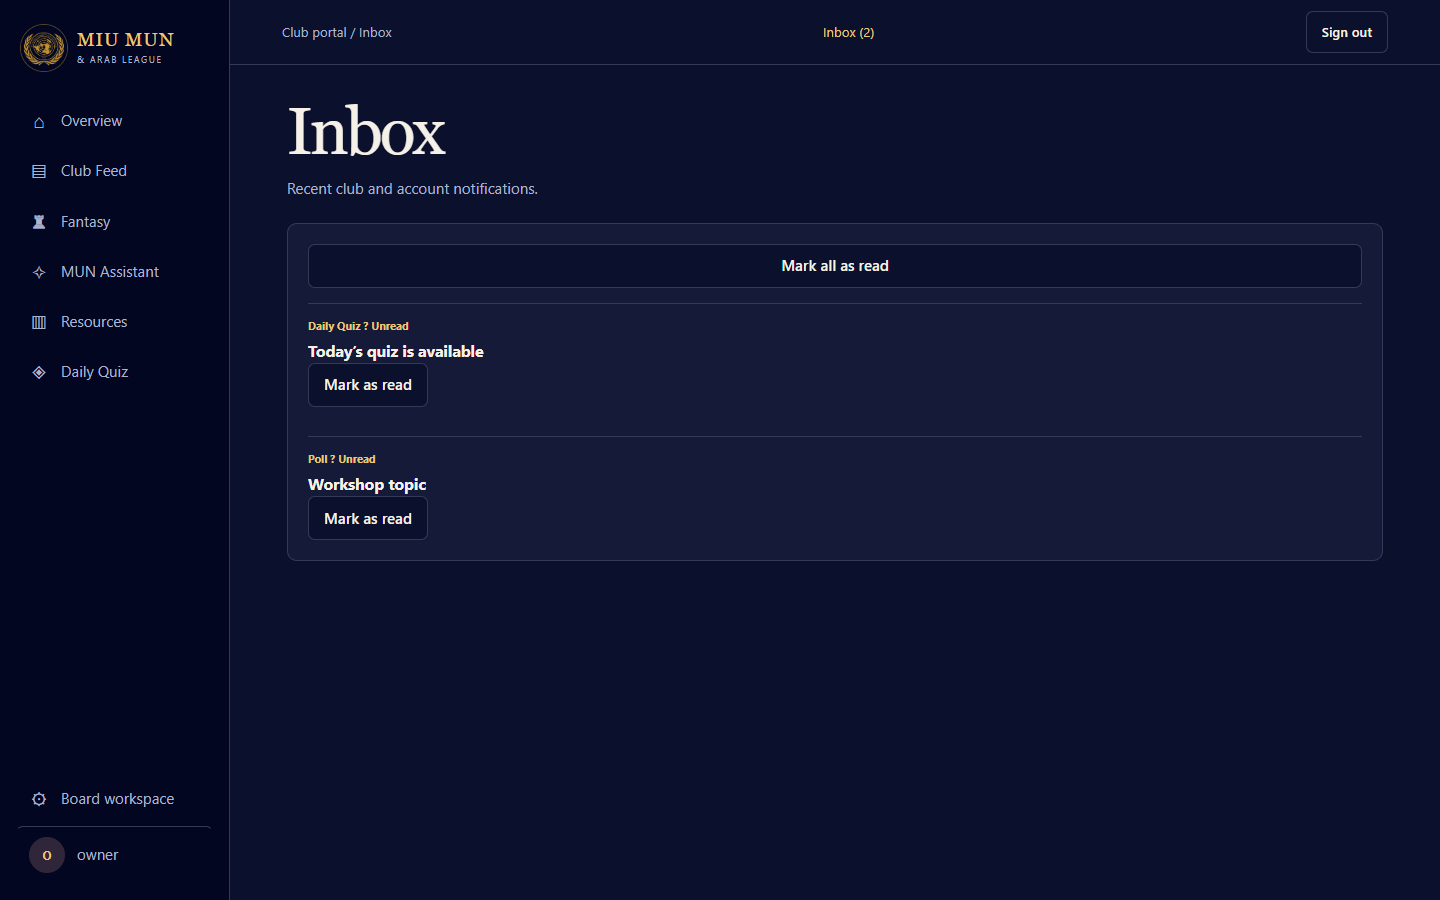 MIU MUN
& ARAB LEAGUE
Overview
Club Feed
Fantasy
MUN Assistant
Resources
Daily Quiz
Board workspace
O
owner
Club portal / Inbox
Inbox (2)
Sign out
Inbox
Recent club and account notifications.
Mark all as read
Daily Quiz ? Unread
Today's quiz is available
Mark as read
Poll ? Unread
Workshop topic
Mark as read